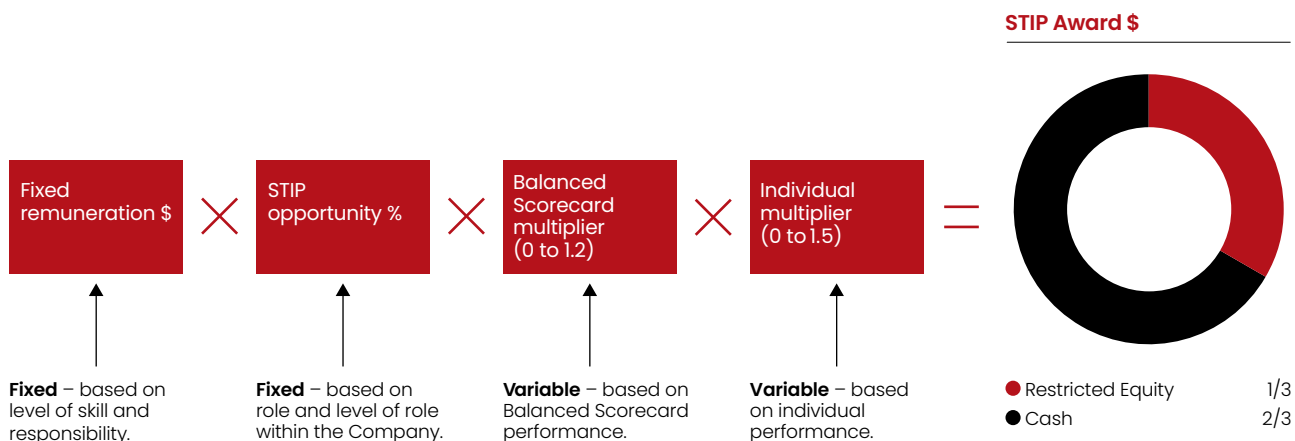 STIP Award $
Fixed
remuneration $
STIP
opportunity %
Balanced
Scorecard
multiplier
(0 to 1.2)
Individual
multiplier
(0 to 1.5)
Fixed – based on
level of skill and
responsibility.
Fixed – based on
role and level of role
within the Company.
Variable – based on
Balanced Scorecard
performance.
Variable – based
on individual
performance.
Restricted Equity 1/3
Cash 2/3